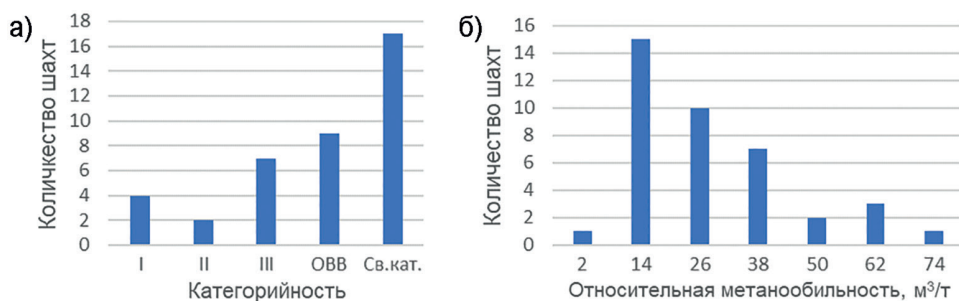 а)
Количкество шахт
18
16
14
12
10
8
6
4
2
0
I II III ОВВ Св.кат.
Категорийность
б)
Количество шахт
16
14
12
10
8
6
4
2
0
2 14 26 38 50 62 74
Относительная метанообильность, м³/т